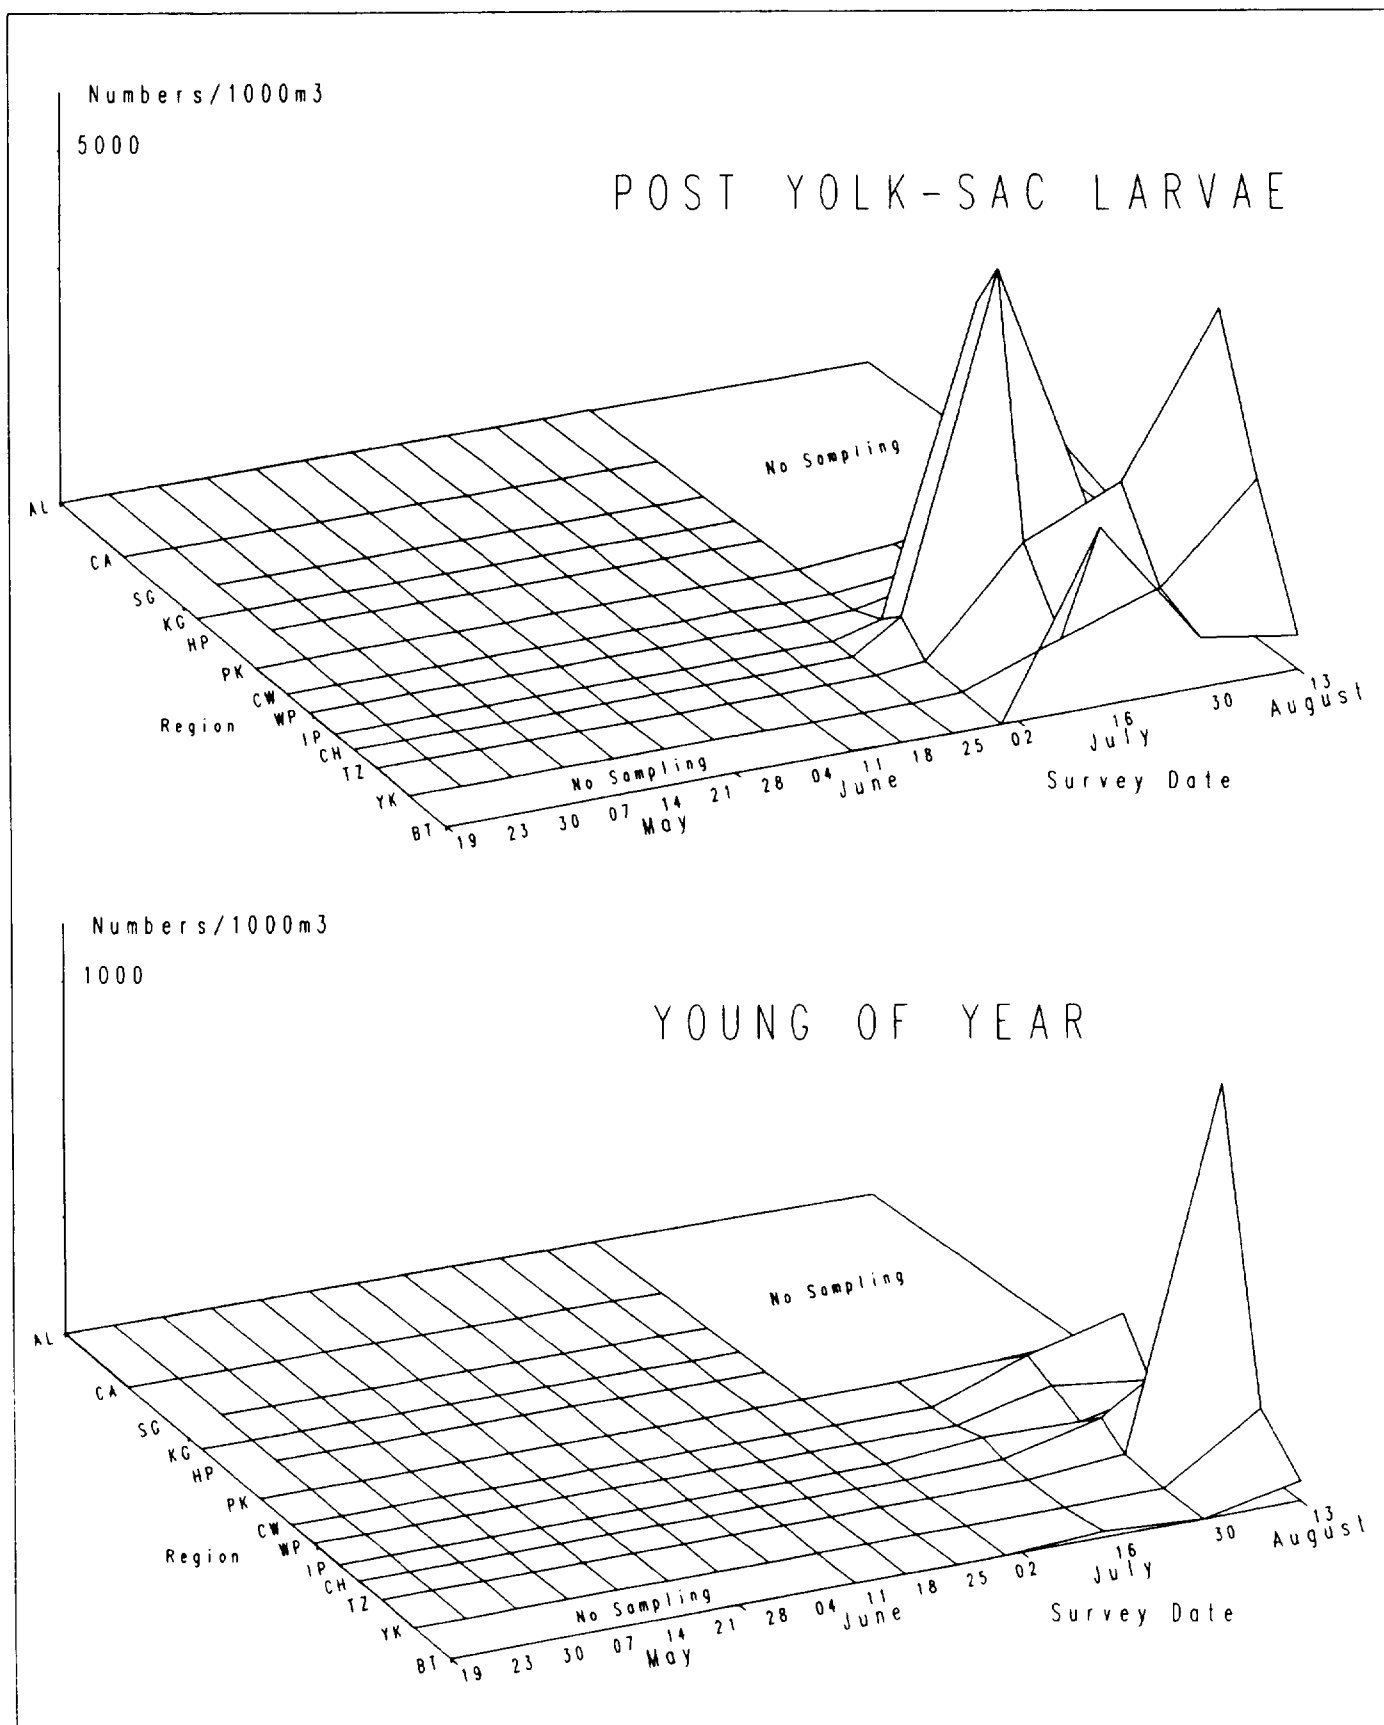 Numbers/1000m3
5000
POST YOLK-SAC LARVAE
No Sampling
AL
CA
SG
KG
HP
PK
CW
WP
IP
CH
TZ
YK
BT
Region
No Sampling
19 23 30 07 14 21 28 04 11 18 25 02 16 30 13
May June July August
Survey Date
Numbers/1000m3
1000
YOUNG OF YEAR
No Sampling
AL
CA
SG
KG
HP
PK
CW
WP
IP
CH
TZ
YK
BT
Region
No Sampling
19 23 30 07 14 21 28 04 11 18 25 02 16 30 13
May June July August
Survey Date